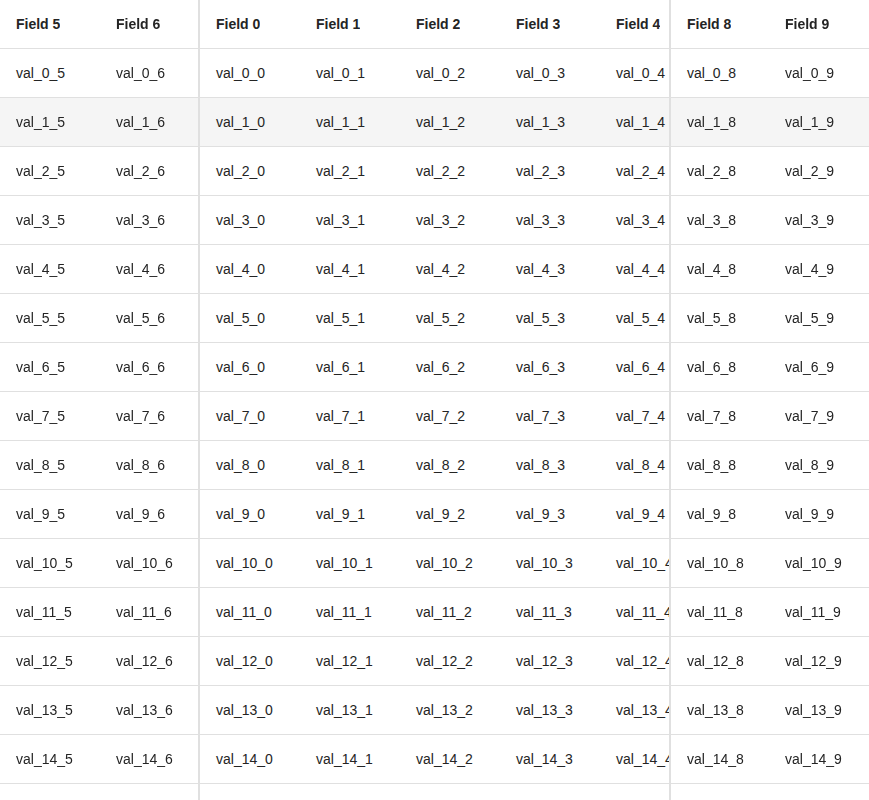 Field 5 Field 6 Field 0 Field 1 Field 2 Field 3 Field 4 Field 8 Field 9
val_0_5 val_0_6 val_0_0 val_0_1 val_0_2 val_0_3 val_0_4 val_0_8 val_0_9
val_1_5 val_1_6 val_1_0 val_1_1 val_1_2 val_1_3 val_1_4 val_1_8 val_1_9
val_2_5 val_2_6 val_2_0 val_2_1 val_2_2 val_2_3 val_2_4 val_2_8 val_2_9
val_3_5 val_3_6 val_3_0 val_3_1 val_3_2 val_3_3 val_3_4 val_3_8 val_3_9
val_4_5 val_4_6 val_4_0 val_4_1 val_4_2 val_4_3 val_4_4 val_4_8 val_4_9
val_5_5 val_5_6 val_5_0 val_5_1 val_5_2 val_5_3 val_5_4 val_5_8 val_5_9
val_6_5 val_6_6 val_6_0 val_6_1 val_6_2 val_6_3 val_6_4 val_6_8 val_6_9
val_7_5 val_7_6 val_7_0 val_7_1 val_7_2 val_7_3 val_7_4 val_7_8 val_7_9
val_8_5 val_8_6 val_8_0 val_8_1 val_8_2 val_8_3 val_8_4 val_8_8 val_8_9
val_9_5 val_9_6 val_9_0 val_9_1 val_9_2 val_9_3 val_9_4 val_9_8 val_9_9
val_10_5 val_10_6 val_10_0 val_10_1 val_10_2 val_10_3 val_10_4 val_10_8 val_10_9
val_11_5 val_11_6 val_11_0 val_11_1 val_11_2 val_11_3 val_11_4 val_11_8 val_11_9
val_12_5 val_12_6 val_12_0 val_12_1 val_12_2 val_12_3 val_12_4 val_12_8 val_12_9
val_13_5 val_13_6 val_13_0 val_13_1 val_13_2 val_13_3 val_13_4 val_13_8 val_13_9
val_14_5 val_14_6 val_14_0 val_14_1 val_14_2 val_14_3 val_14_4 val_14_8 val_14_9